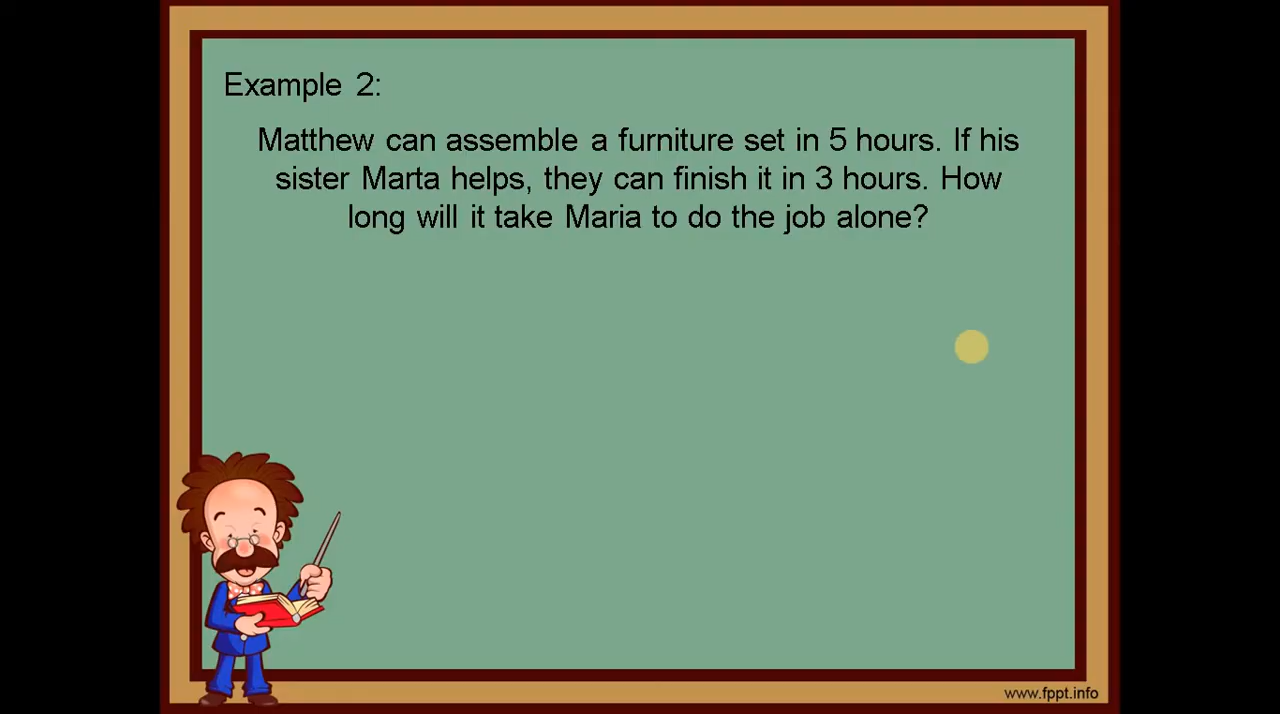 Example 2:
Matthew can assemble a furniture set in 5 hours. If his
sister Marta helps, they can finish it in 3 hours. How
long will it take Maria to do the job alone?
www.fppt.info